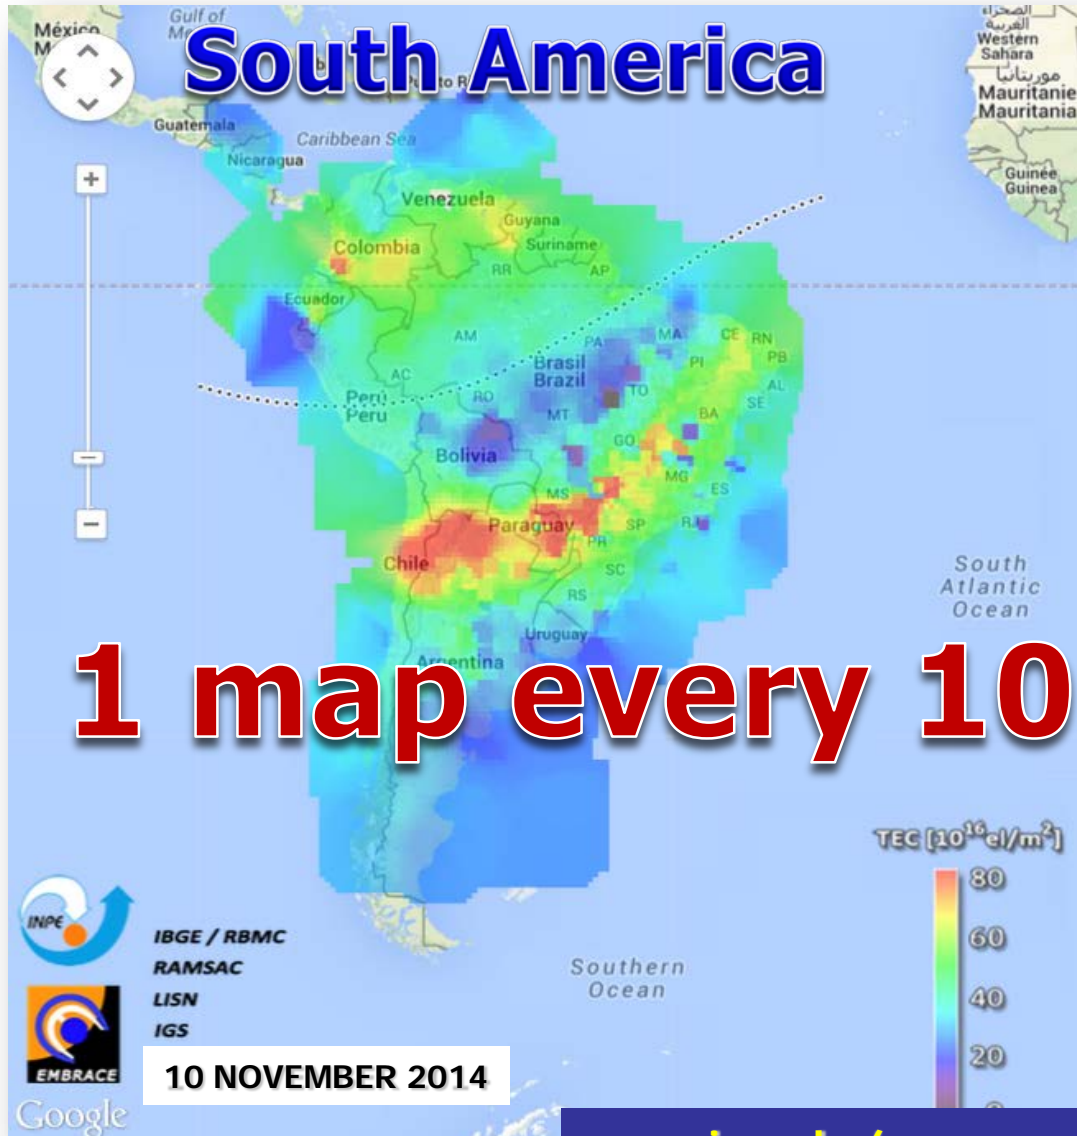 South America
Gulf of
México
Guatemala
Caribbean Sea
Nicaragua
الصحراء
الغربية
Western
Sahara
موريتانيا
Mauritanie
Mauritania
Guinée
Guinea
Venezuela
Guyana
Suriname
Colombia
RR
AP
Ecuador
AM
PA
MA
CE
RN
PB
PI
AC
Brasil
Brazil
TO
AL
SE
Perú
Peru
RO
MT
BA
GO
Bolivia
MG
ES
MS
Paraguay
SP
RJ
PR
Chile
SC
RS
South
Atlantic
Ocean
Uruguay
Argentina
1 map every 10
TEC [10¹⁶el/m²]
80
60
40
20
INPE
IBGE / RBMC
RAMSAC
LISN
IGS
EMBRACE
Southern
Ocean
10 NOVEMBER 2014
Google